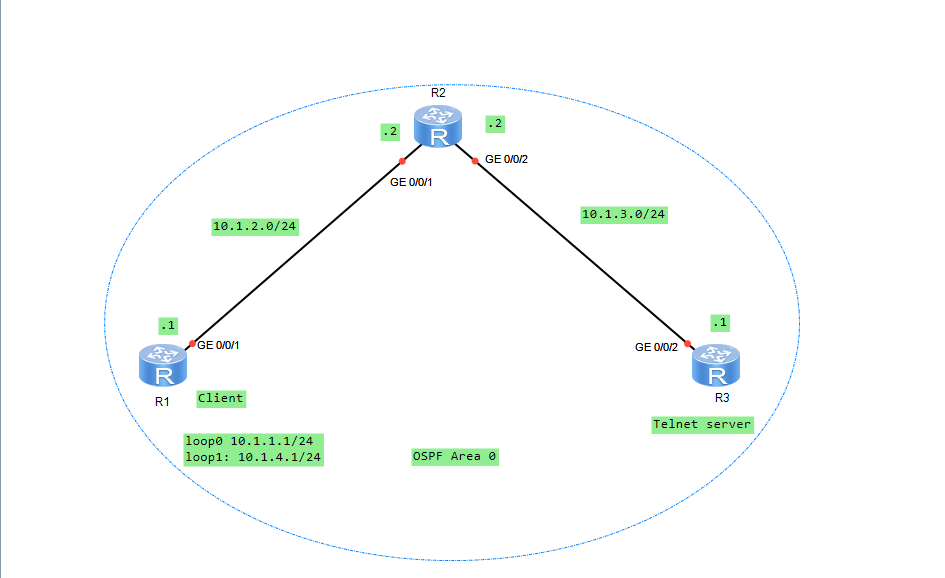 R2
.2
.2
GE 0/0/2
GE 0/0/1
10.1.3.0/24
10.1.2.0/24
.1
.1
GE 0/0/1
GE 0/0/2
R
R
R
R1
Client
R3
Telnet server
loop0 10.1.1.1/24
loop1: 10.1.4.1/24
OSPF Area 0